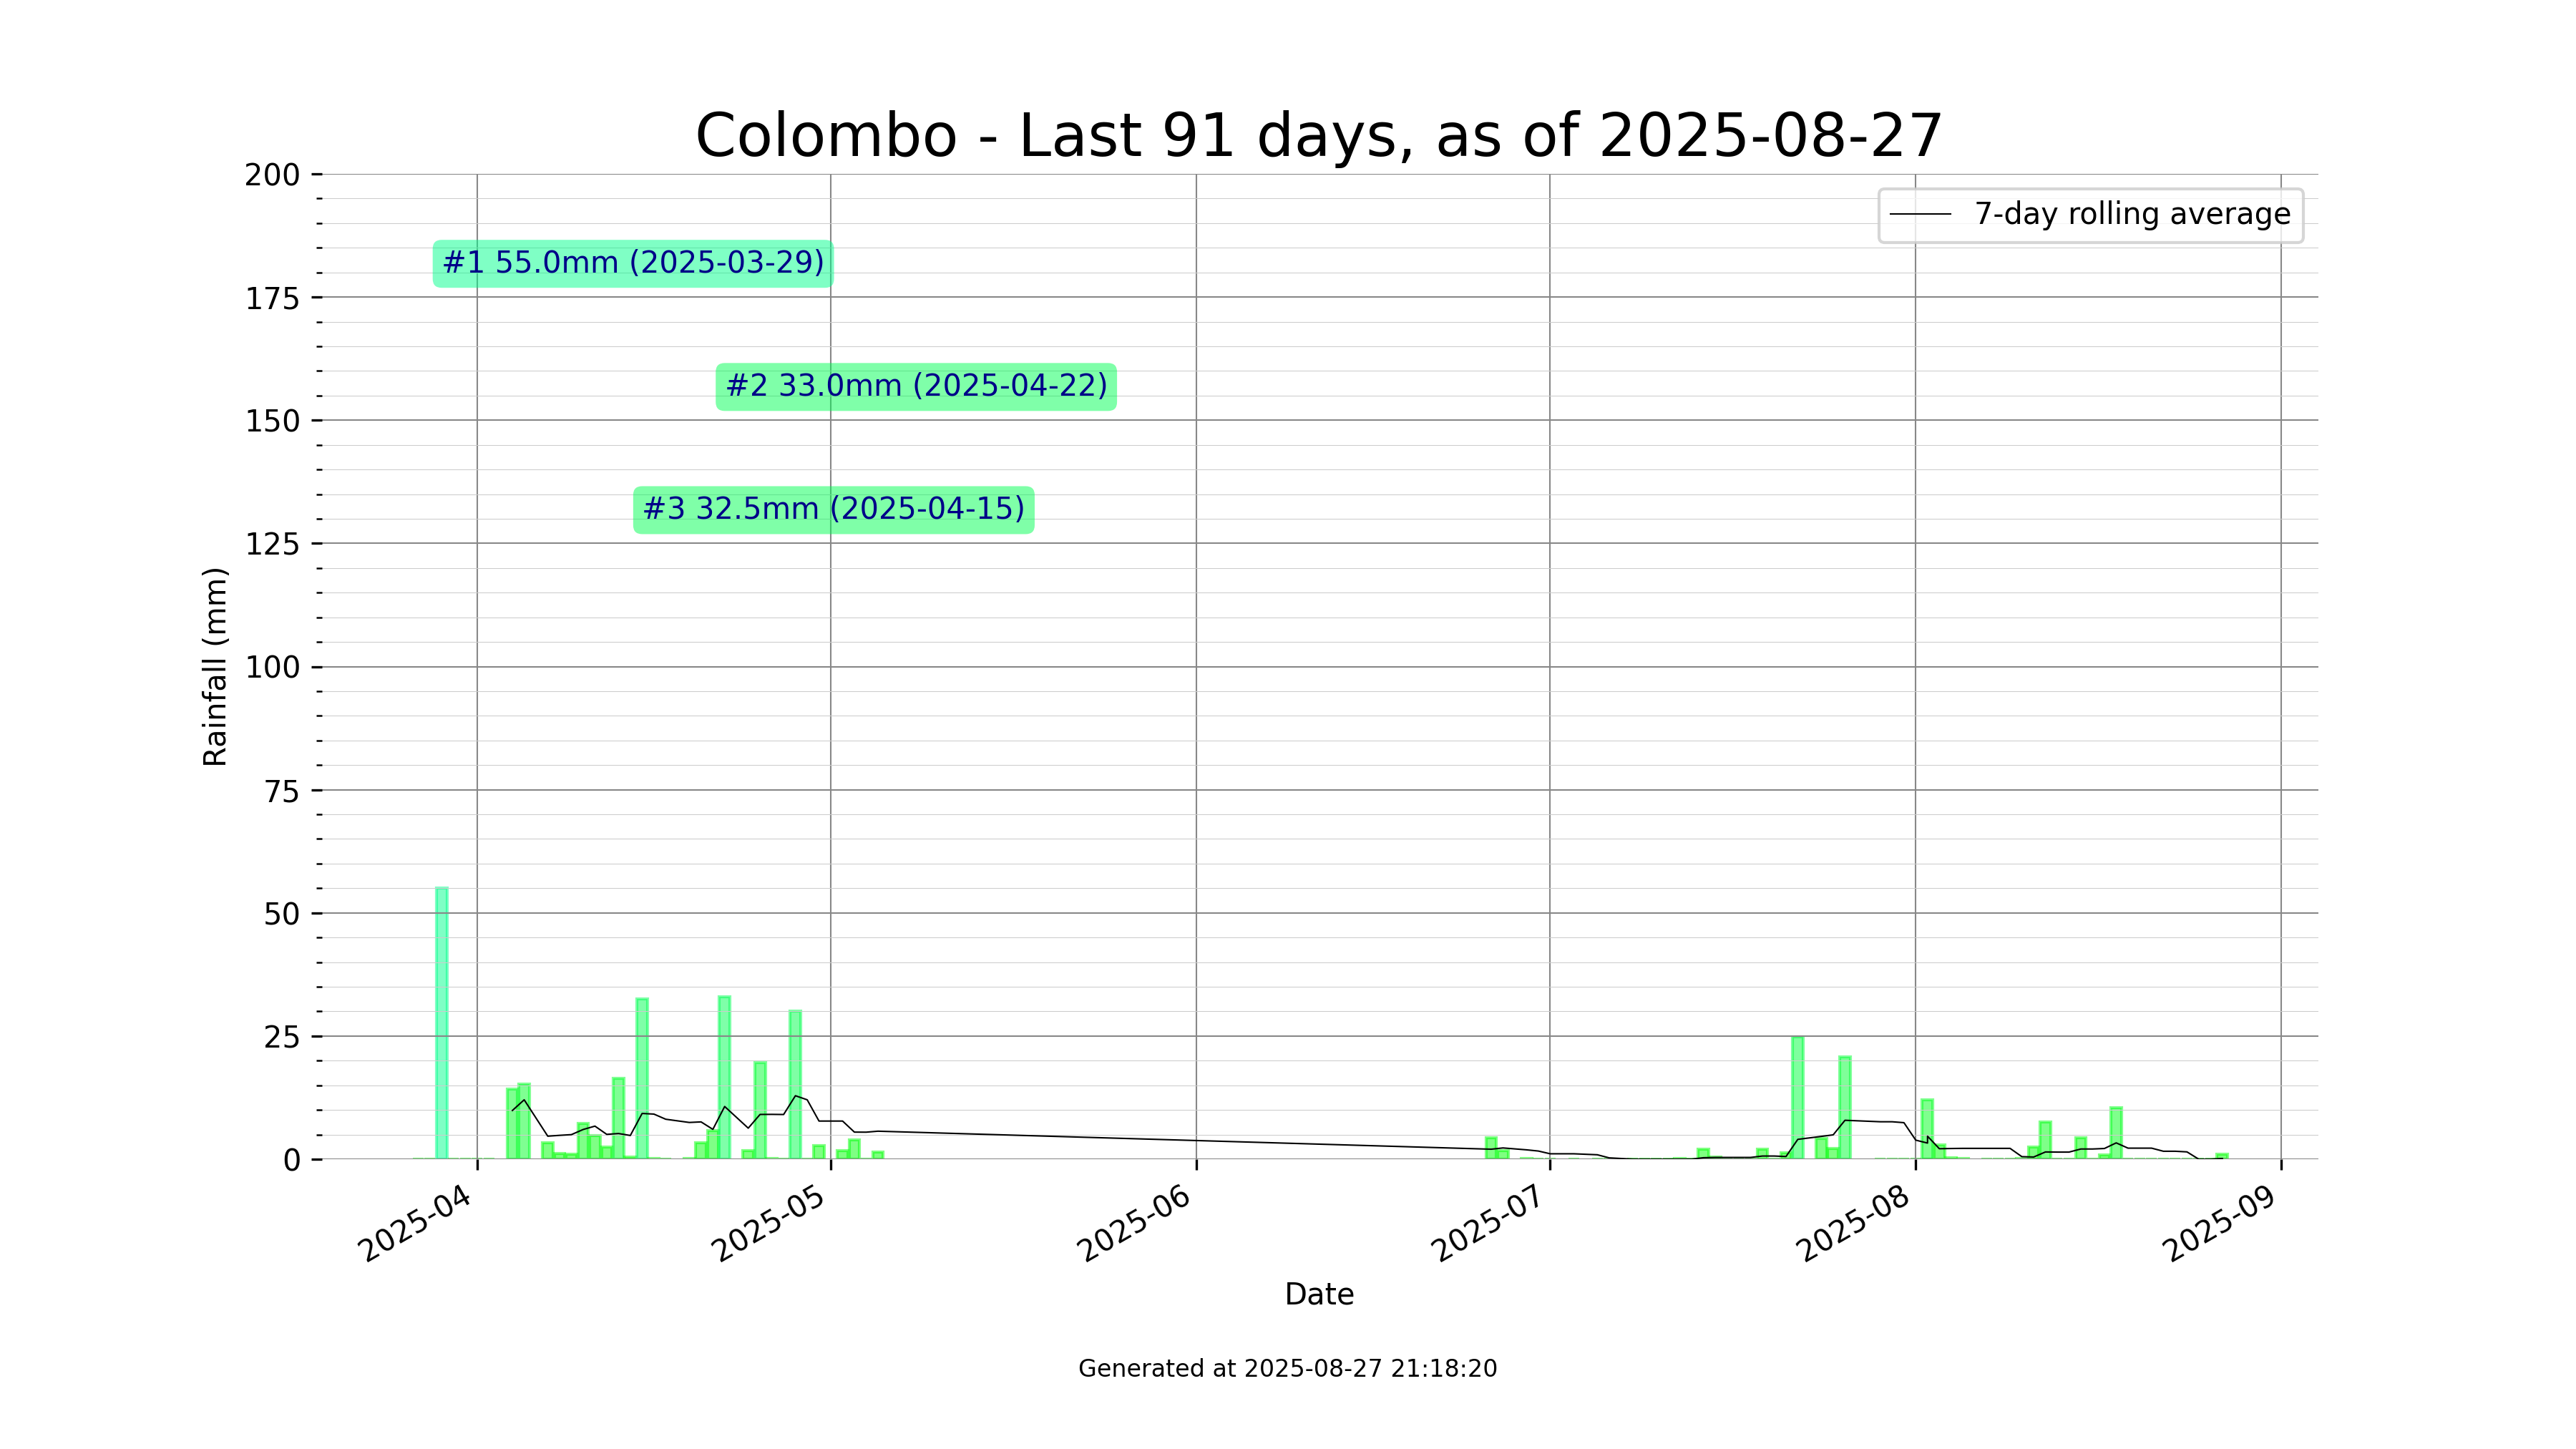 Colombo - Last 91 days, as of 2025-08-27
200
175
150
125
100
75
50
25
0
Rainfall (mm)
7-day rolling average
#1 55.0mm (2025-03-29)
#2 33.0mm (2025-04-22)
#3 32.5mm (2025-04-15)
2025-04
2025-05
2025-06
2025-07
2025-08
2025-09
Date
Generated at 2025-08-27 21:18:20